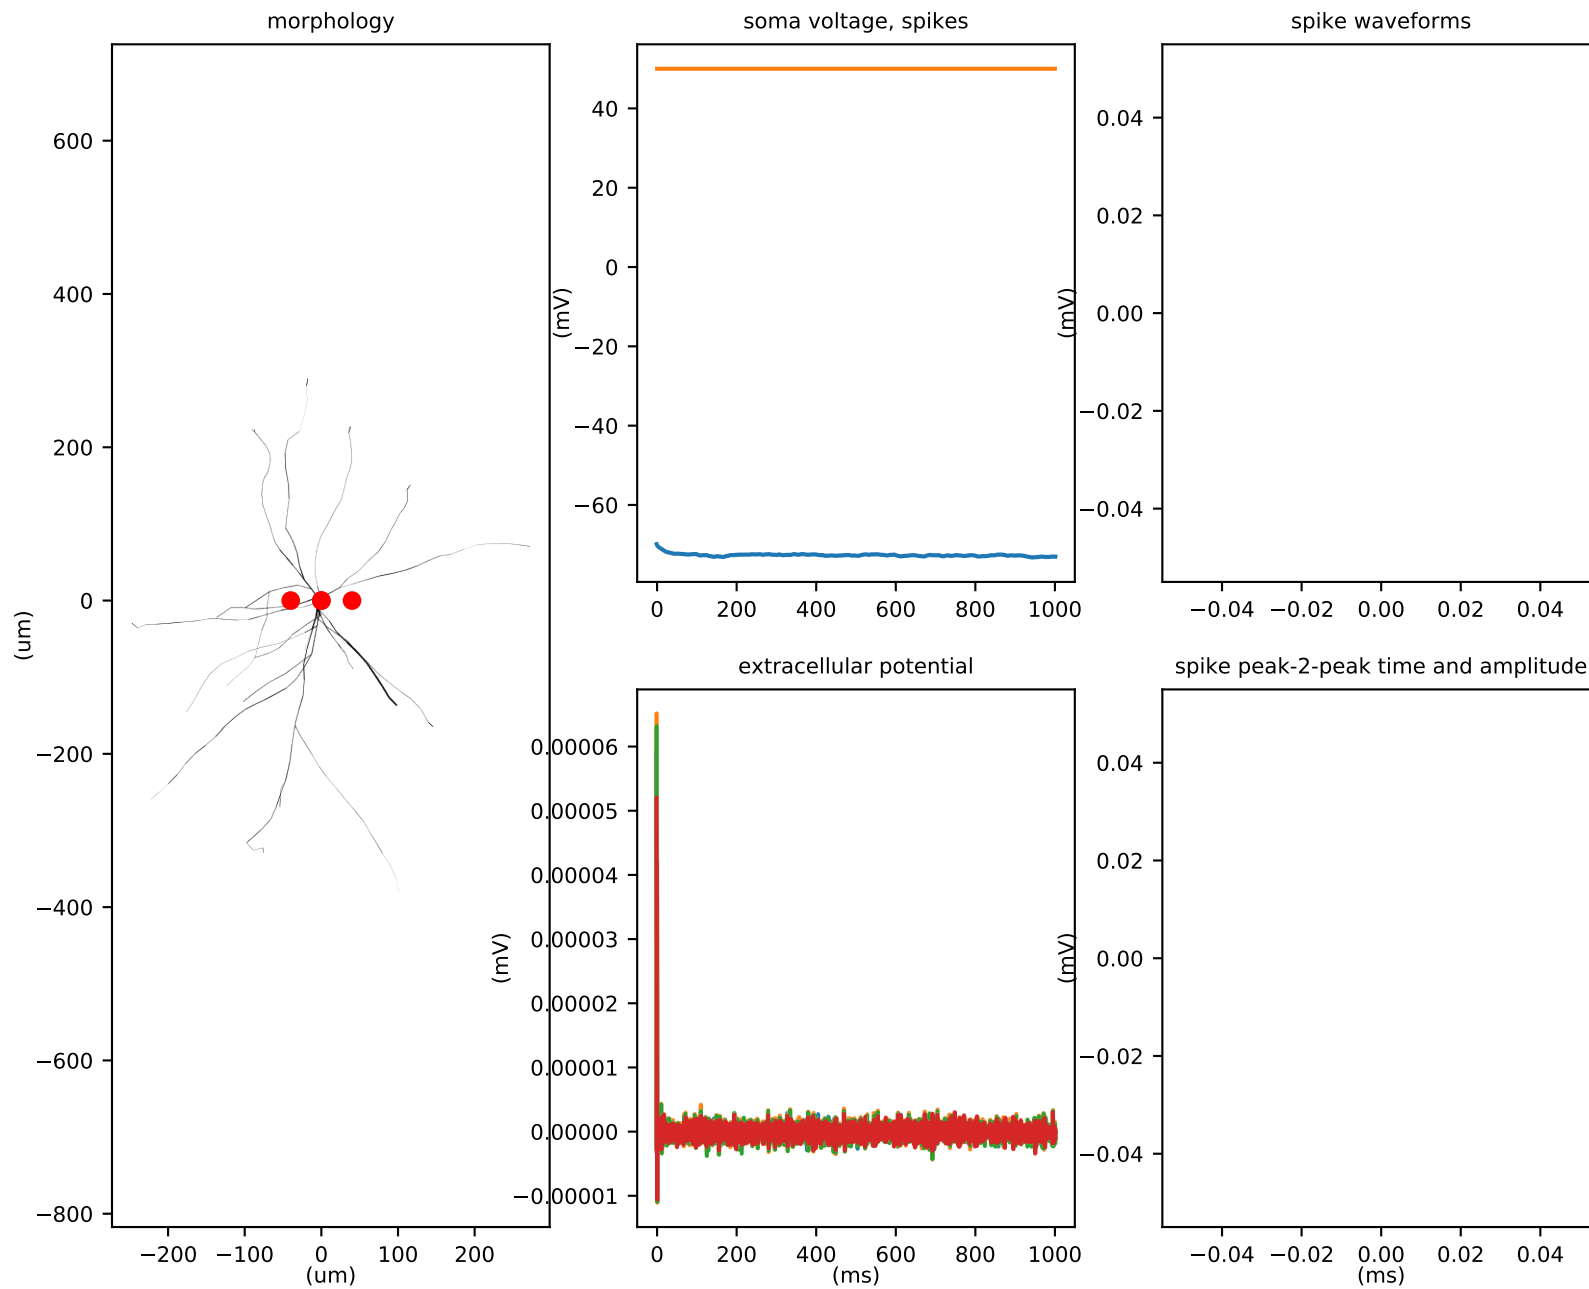 morphology
600
400
200
0
−200
−400
−600
−800
(um)
−200 −100 0 100 200
(um)
soma voltage, spikes
40
20
0
−20
−40
−60
(mV)
0 200 400 600 800 1000
spike waveforms
0.04
0.02
0.00
−0.02
−0.04
(mV)
−0.04 −0.02 0.00 0.02 0.04
extracellular potential
0.00006
0.00005
0.00004
0.00003
0.00002
0.00001
0.00000
−0.00001
(mV)
0 200 400 600 800 1000
(ms)
spike peak-2-peak time and amplitude
0.04
0.02
0.00
−0.02
−0.04
(mV)
−0.04 −0.02 0.00 0.02 0.04
(ms)